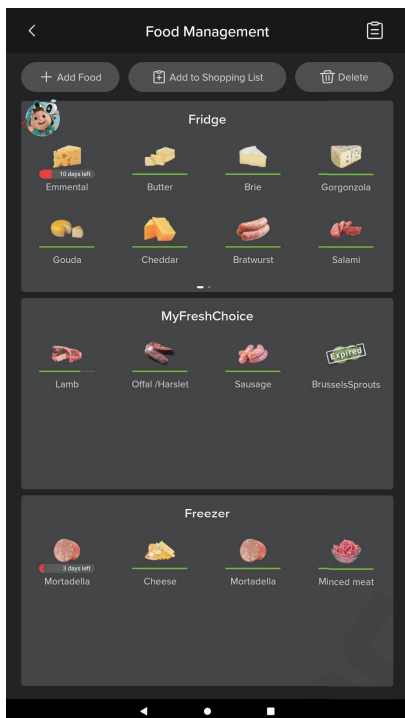 Food Management
Add Food
Add to Shopping List
Delete
Fridge
10 days left
Emmental
Butter
Brie
Gorgonzola
Gouda
Cheddar
Bratwurst
Salami
MyFreshChoice
Expired
Lamb
Offal /Harslet
Sausage
BrusselsSprouts
Freezer
3 days left
Mortadella
Cheese
Mortadella
Minced meat